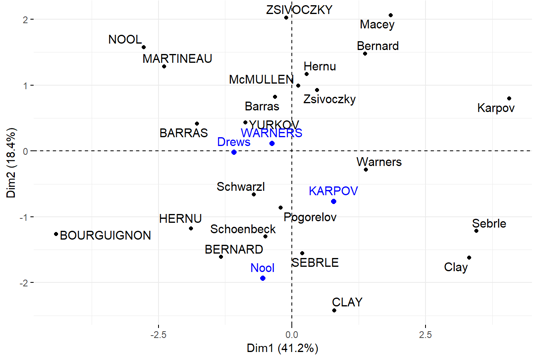 ZSIVOCZKY
Macey
NOOL
Bernard
MARTINEAU
Hernu
McMULLEN
Zsivoczky
Barras
Karpov
YURKOV
BARRAS
WARNERS
Drews
Warners
Schwarzl
KARPOV
HERNU
Pogorelov
Sebrle
Schoenbeck
BOURGUIGNON
BERNARD
SEBRLE
Clay
Nool
CLAY
2
1
0
-1
-2
Dim2 (18.4%)
-2.5
0.0
2.5
Dim1 (41.2%)